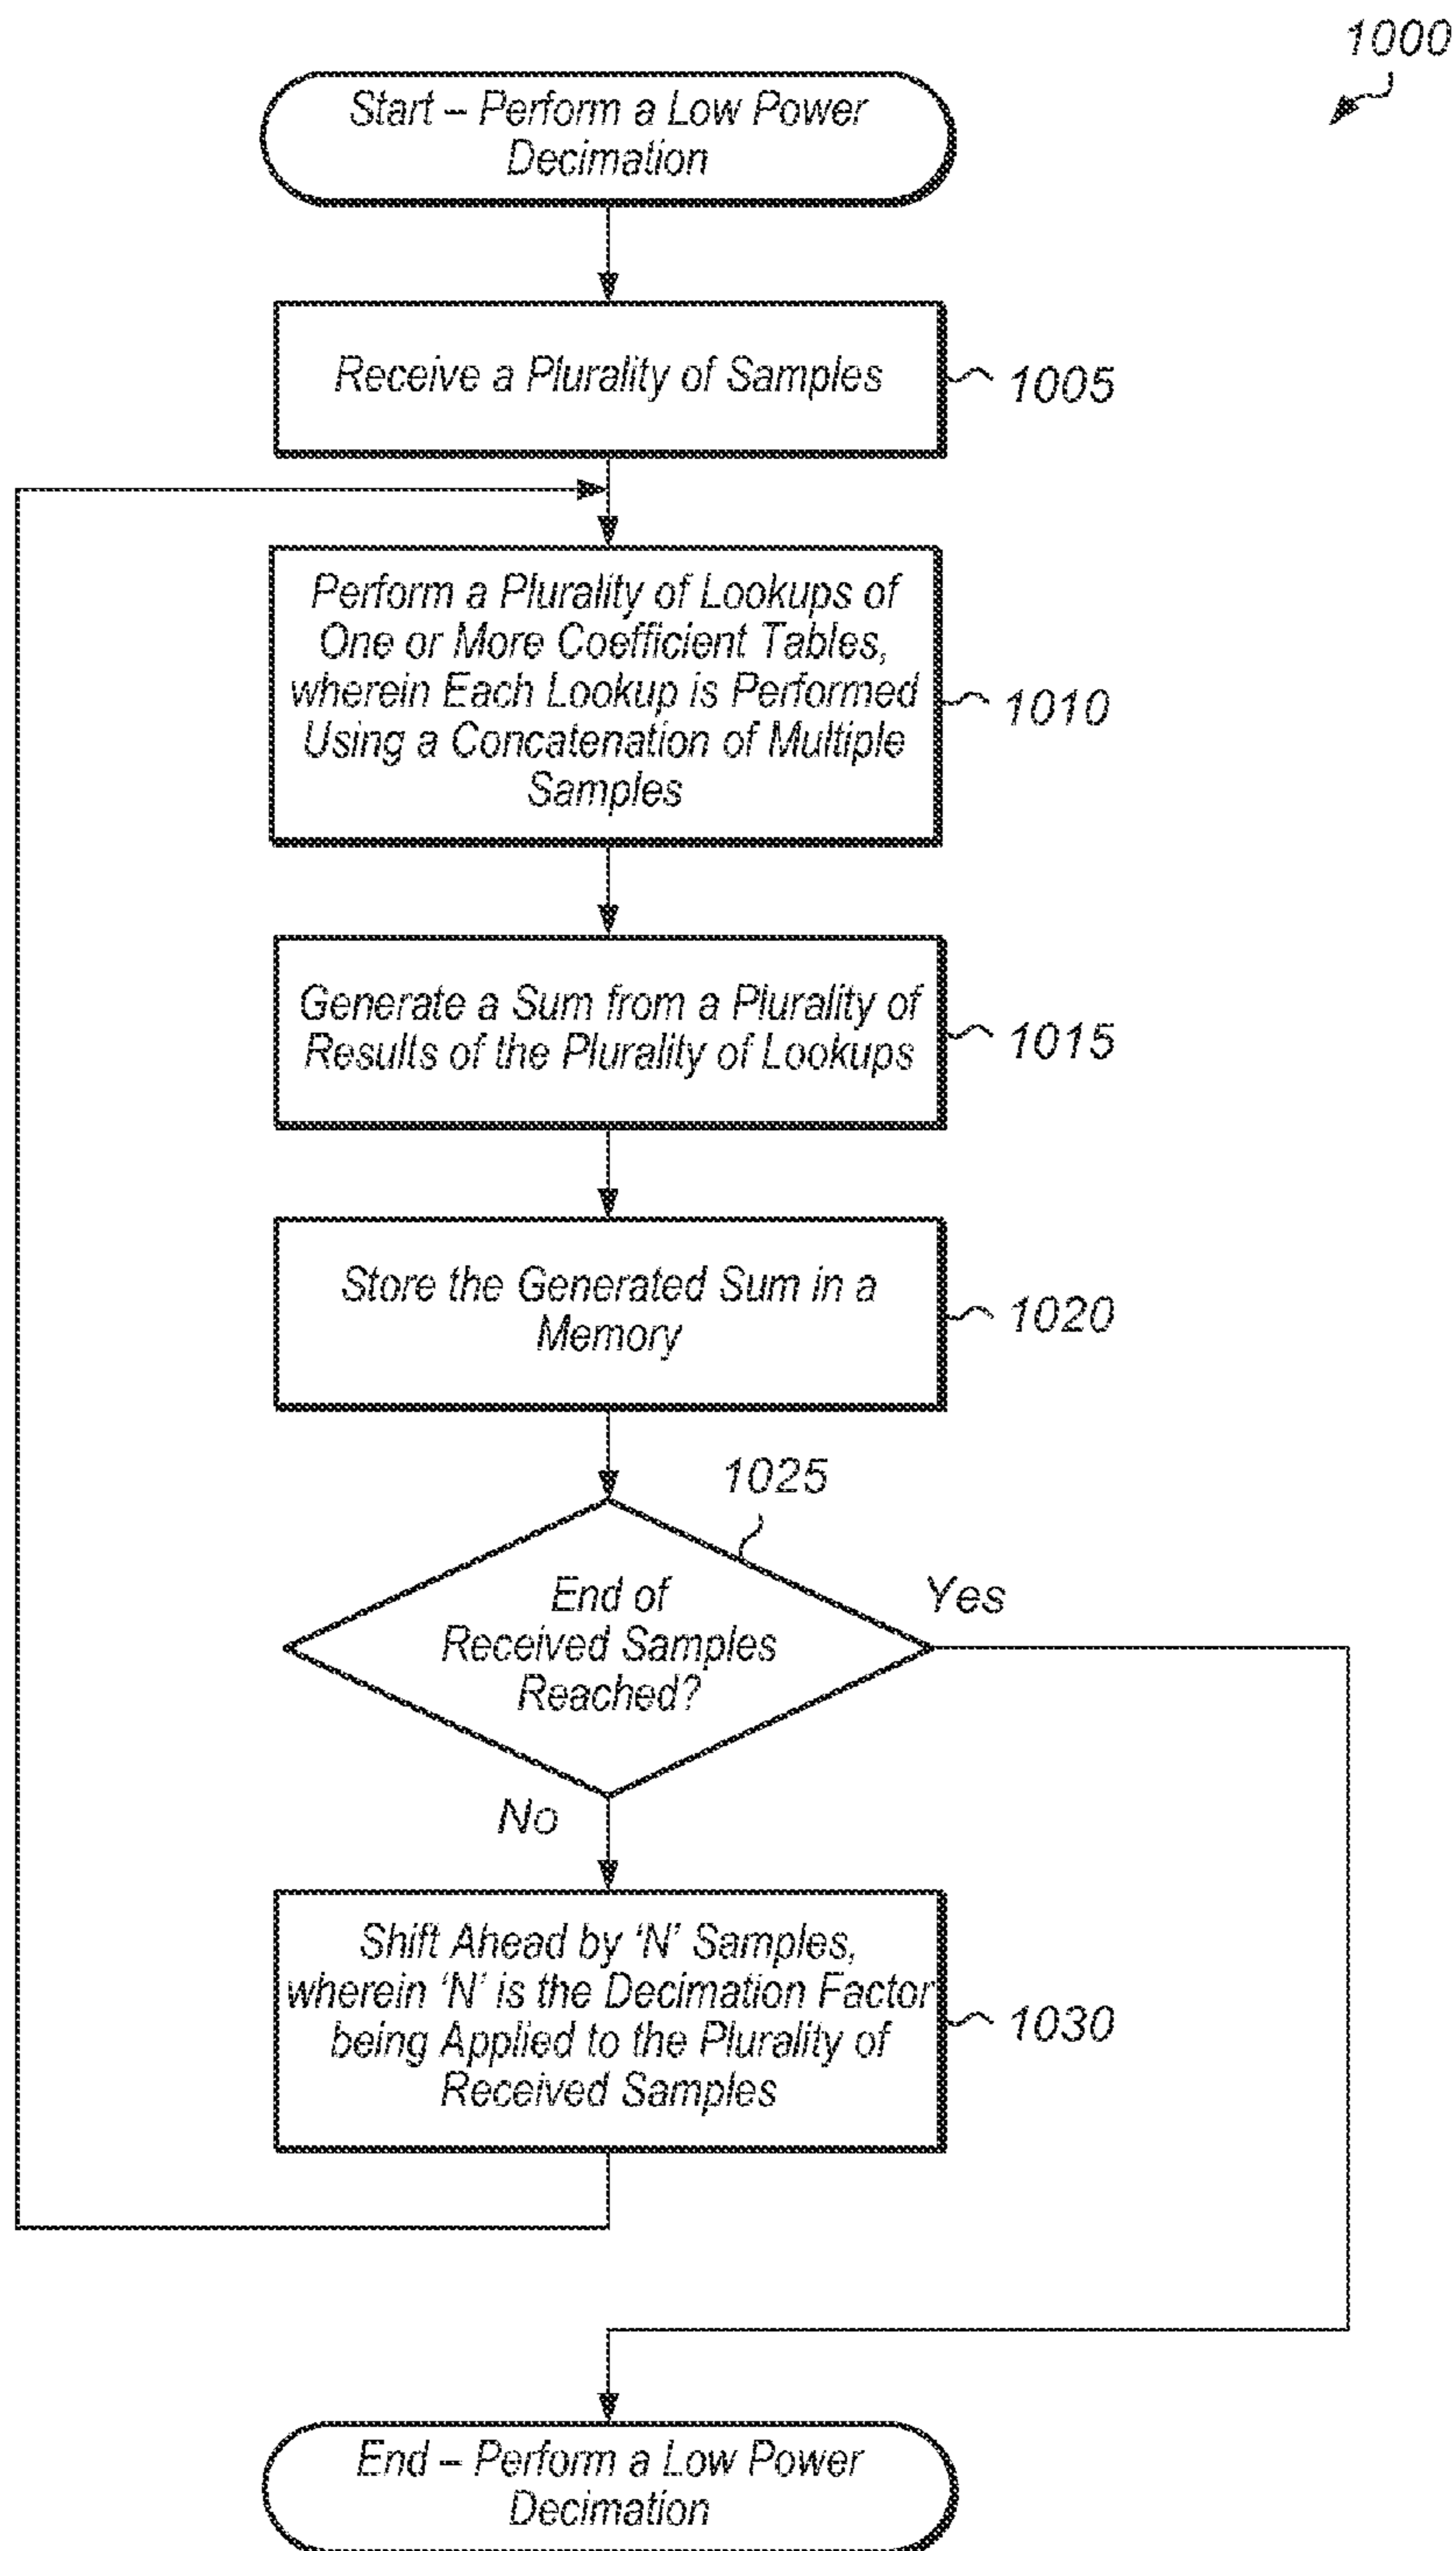 1000
Start – Perform a Low Power
Decimation
Receive a Plurality of Samples
1005
Perform a Plurality of Lookups of
One or More Coefficient Tables,
wherein Each Lookup is Performed
Using a Concatenation of Multiple
Samples
1010
Generate a Sum from a Plurality of
Results of the Plurality of Lookups
1015
Store the Generated Sum in a
Memory
1020
1025
End of
Received Samples
Reached?
Yes
No
Shift Ahead by ‘N’ Samples,
wherein ‘N’ is the Decimation Factor
being Applied to the Plurality of
Received Samples
1030
End – Perform a Low Power
Decimation